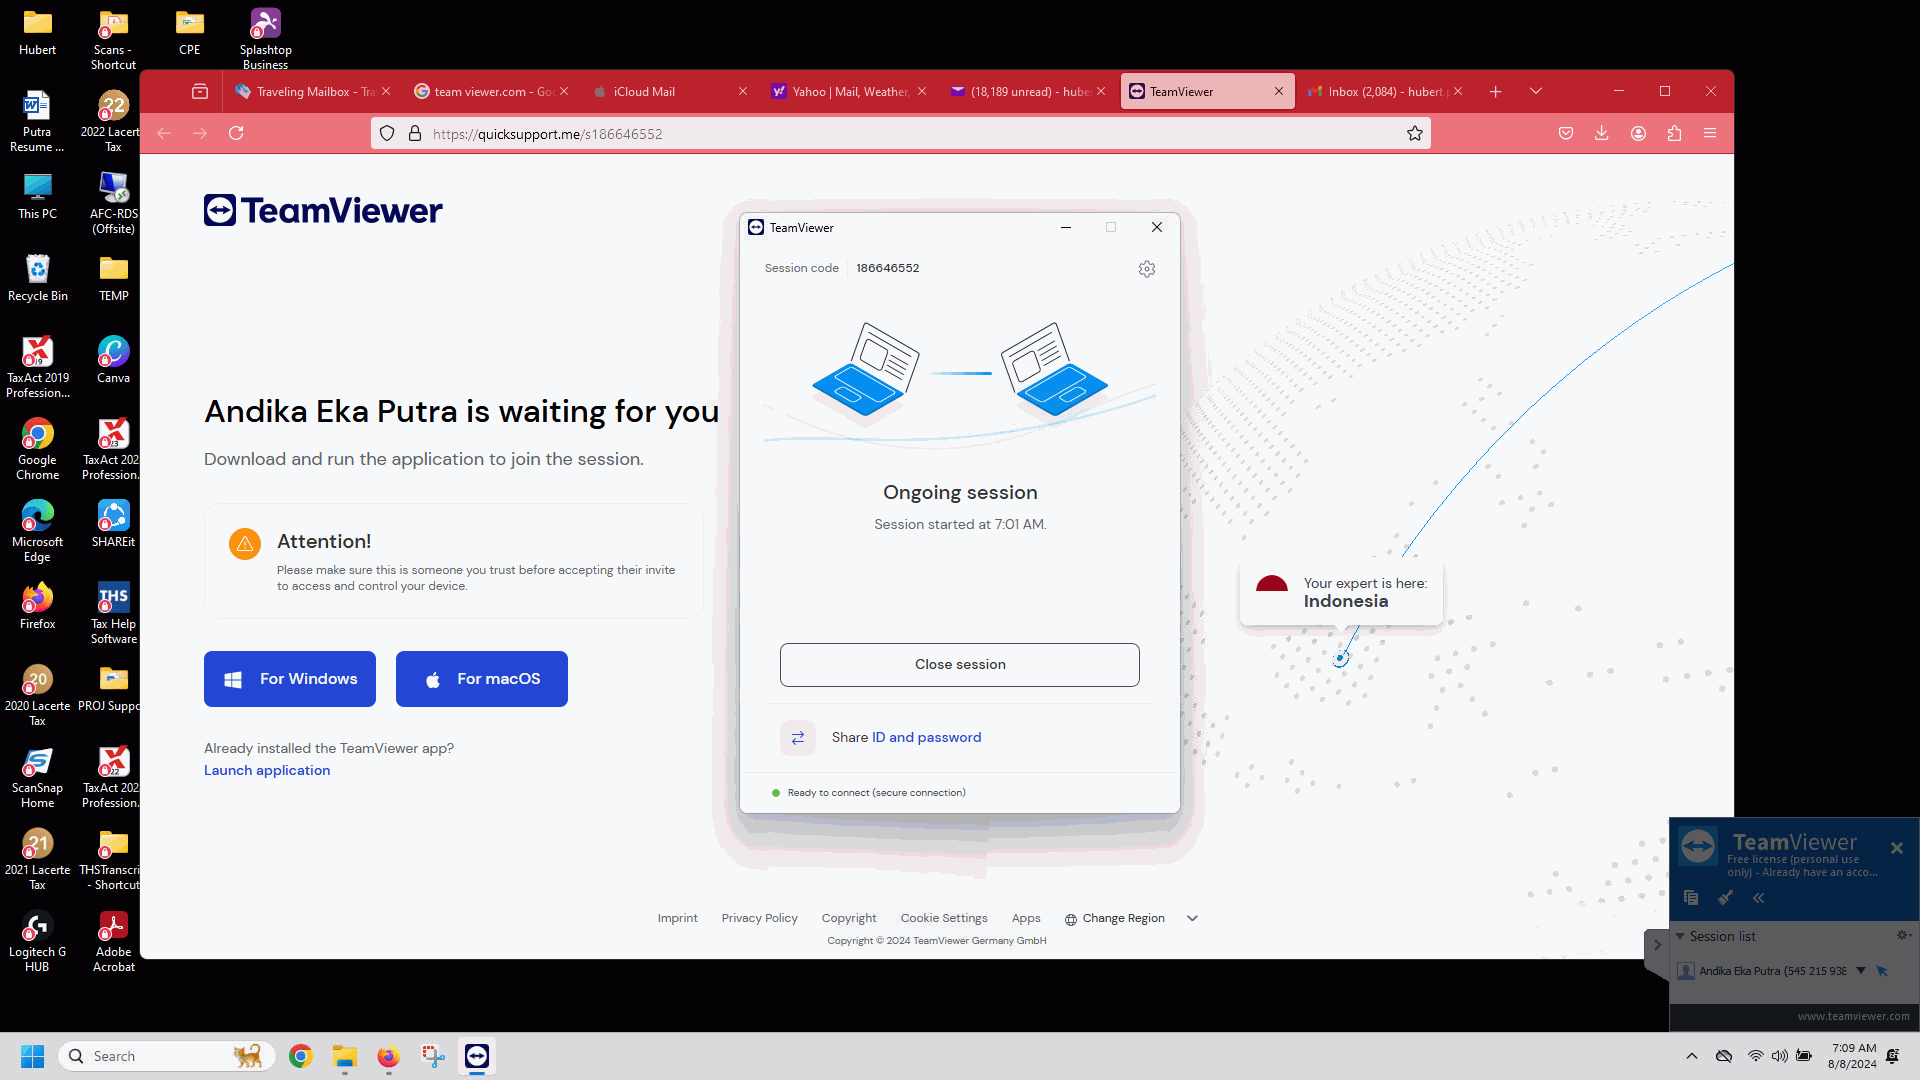 Hubert
Scans -
Shortcut
CPE
Splashtop
Business
Putra
Resume ...
2022 Lacert
Tax
This PC
AFC-RDS
(Offsite)
Recycle Bin
TEMP
TaxAct 2019
Profession...
Canva
Google
Chrome
TaxAct 202
Profession.
Microsoft
Edge
SHAREit
Firefox
Tax Help
Software
2020 Lacerte
Tax
PROJ Suppo
ScanSnap
Home
TaxAct 202
Profession.
2021 Lacerte
Tax
THSTranscri
- Shortcut
Logitech G
HUB
Adobe
Acrobat
Traveling Mailbox - Tra
team viewer.com - Goo
iCloud Mail
Yahoo | Mail, Weather,
(18,189 unread) - huber
TeamViewer
Inbox (2,084) - hubert.
https://quicksupport.me/s186646552
TeamViewer
Andika Eka Putra is waiting for you
Download and run the application to join the session.
Attention!
Please make sure this is someone you trust before accepting their invite
to access and control your device.
For Windows
For macOS
Already installed the TeamViewer app?
Launch application
TeamViewer
Session code 186646552
Ongoing session
Session started at 7:01 AM.
Close session
Share ID and password
Ready to connect (secure connection)
Your expert is here:
Indonesia
Imprint Privacy Policy Copyright Cookie Settings Apps Change Region
Copyright © 2024 TeamViewer Germany GmbH
TeamViewer
Free license (personal use
only) - Already have an acco...
Session list
Andika Eka Putra (545 215 938
www.teamviewer.com
Search
7:09 AM
8/8/2024